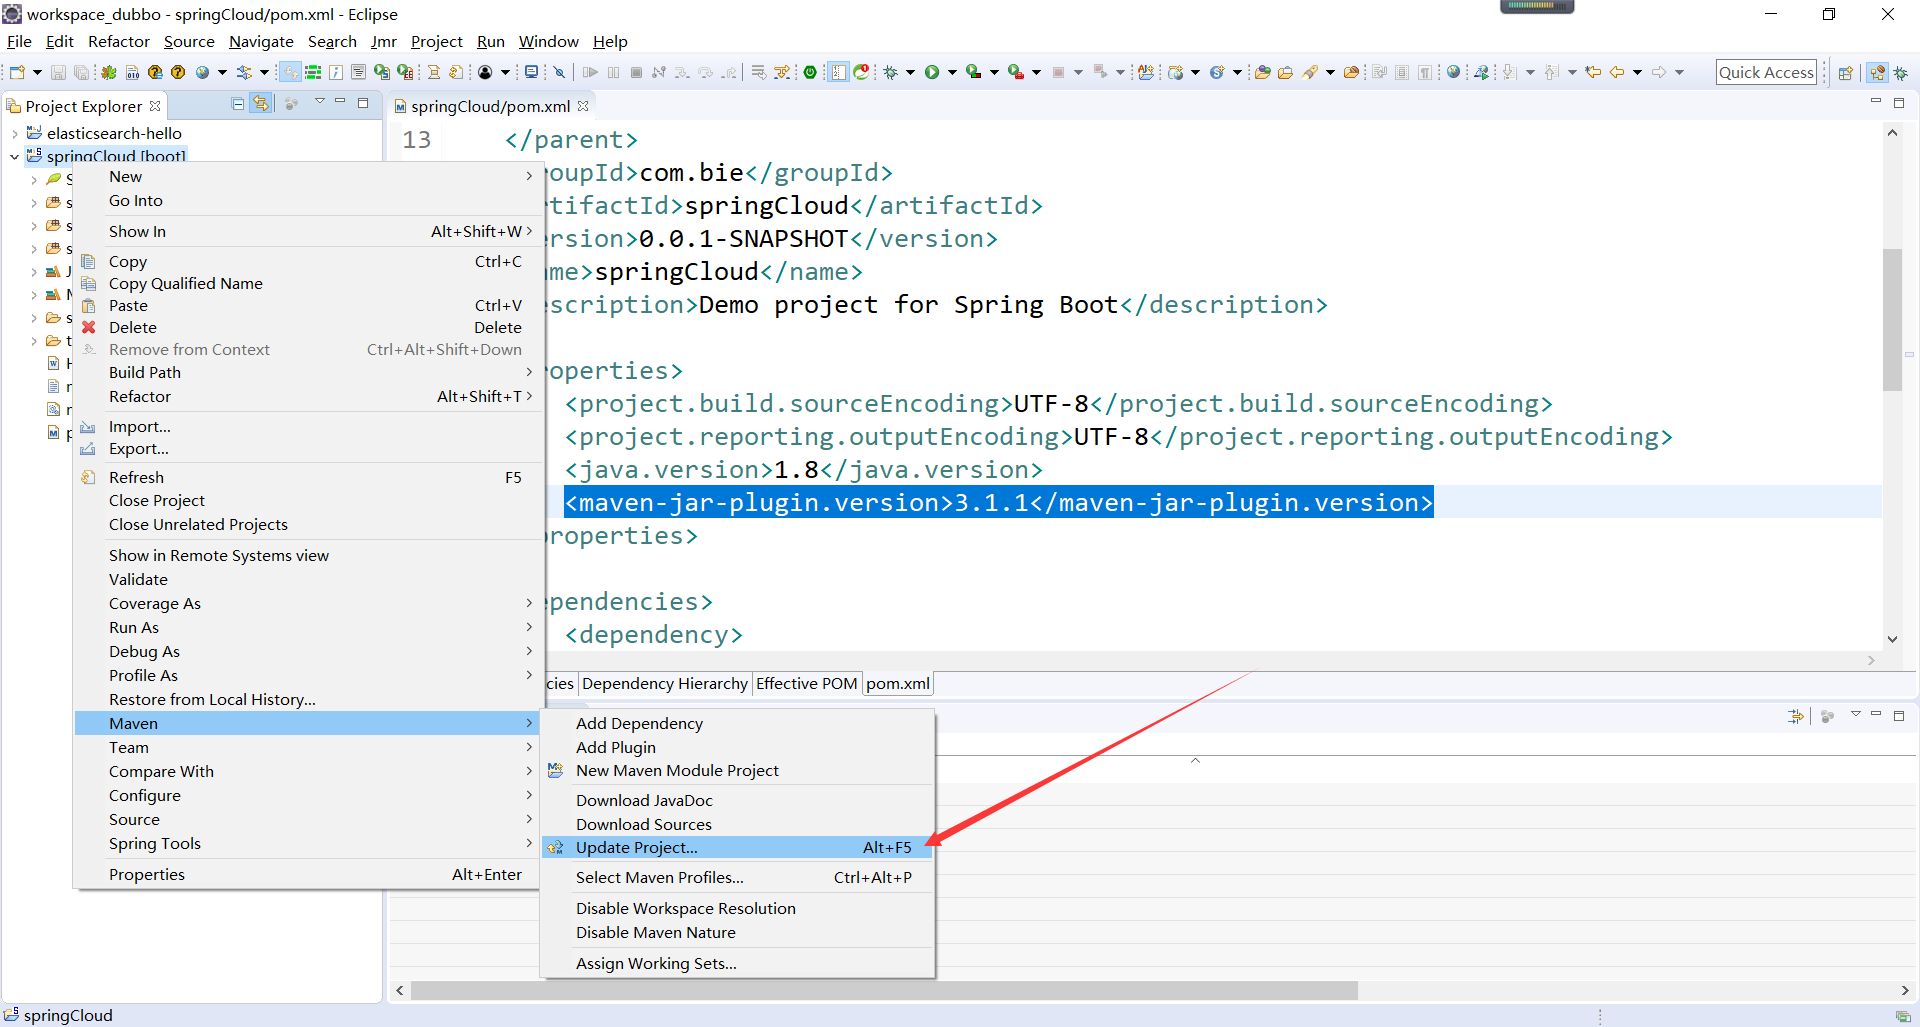 workspace_dubbo - springCloud/pom.xml - Eclipse
File Edit Refactor Source Navigate Search Jmr Project Run Window Help
Quick Access
Project Explorer
springCloud/pom.xml
elasticsearch-hello
springCloud [boot]
New
Go Into
Show In Alt+Shift+W
Copy Ctrl+C
Copy Qualified Name
Paste Ctrl+V
Delete Delete
Remove from Context Ctrl+Alt+Shift+Down
Build Path
Refactor Alt+Shift+T
Import...
Export...
Refresh F5
Close Project
Close Unrelated Projects
Show in Remote Systems view
Validate
Coverage As
Run As
Debug As
Profile As
Restore from Local History...
Maven
Team
Compare With
Configure
Source
Spring Tools
Properties Alt+Enter
13 </parent>
oupId>com.bie</groupId>
tifactId>springCloud</artifactId>
rsion>0.0.1-SNAPSHOT</version>
me>springCloud</name>
scription>Demo project for Spring Boot</description>
operties>
<project.build.sourceEncoding>UTF-8</project.build.sourceEncoding>
<project.reporting.outputEncoding>UTF-8</project.reporting.outputEncoding>
<java.version>1.8</java.version>
<maven-jar-plugin.version>3.1.1</maven-jar-plugin.version>
roperties>
pendencies>
<dependency>
cies Dependency Hierarchy Effective POM pom.xml
Add Dependency
Add Plugin
New Maven Module Project
Download JavaDoc
Download Sources
Update Project... Alt+F5
Select Maven Profiles... Ctrl+Alt+P
Disable Workspace Resolution
Disable Maven Nature
Assign Working Sets...
springCloud